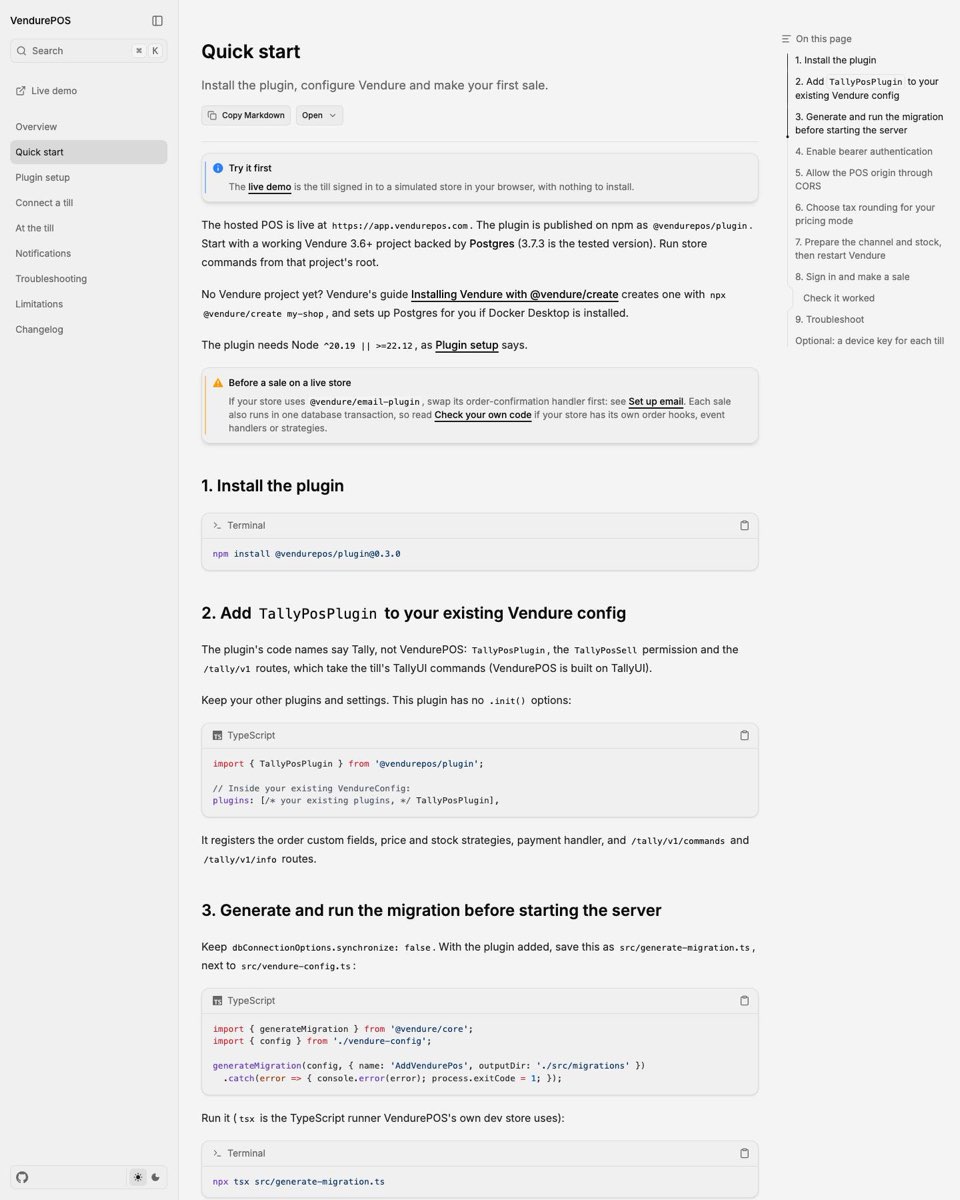 VendurePOS
Search
⌘ K
Live demo
Overview
Quick start
Plugin setup
Connect a till
At the till
Notifications
Troubleshooting
Limitations
Changelog
Quick start
Install the plugin, configure Vendure and make your first sale.
Copy Markdown
Open
Try it first
The live demo is the till signed in to a simulated store in your browser, with nothing to install.
The hosted POS is live at https://app.vendurepos.com. The plugin is published on npm as @vendurepos/plugin.
Start with a working Vendure 3.6+ project backed by Postgres (3.7.3 is the tested version). Run store
commands from that project's root.
No Vendure project yet? Vendure's guide Installing Vendure with @vendure/create creates one with npx
@vendure/create my-shop, and sets up Postgres for you if Docker Desktop is installed.
The plugin needs Node ^20.19 || >=22.12, as Plugin setup says.
Before a sale on a live store
If your store uses @vendure/email-plugin, swap its order-confirmation handler first: see Set up email. Each sale
also runs in one database transaction, so read Check your own code if your store has its own order hooks, event
handlers or strategies.
1. Install the plugin
Terminal
npm install @vendurepos/plugin@0.3.0
2. Add TallyPosPlugin to your existing Vendure config
The plugin's code names say Tally, not VendurePOS: TallyPosPlugin, the TallyPosSell permission and the
/tally/v1 routes, which take the till's TallyUI commands (VendurePOS is built on TallyUI).
Keep your other plugins and settings. This plugin has no .init() options:
TS TypeScript
import { TallyPosPlugin } from '@vendurepos/plugin';
// Inside your existing VendureConfig:
plugins: [/* your existing plugins, */ TallyPosPlugin],
It registers the order custom fields, price and stock strategies, payment handler, and /tally/v1/commands and
/tally/v1/info routes.
3. Generate and run the migration before starting the server
Keep dbConnectionOptions.synchronize: false. With the plugin added, save this as src/generate-migration.ts,
next to src/vendure-config.ts:
TS TypeScript
import { generateMigration } from '@vendure/core';
import { config } from './vendure-config';
generateMigration(config, { name: 'AddVendurePos', outputDir: './src/migrations' })
.catch(error => { console.error(error); process.exitCode = 1; });
Run it (tsx is the TypeScript runner VendurePOS's own dev store uses):
Terminal
npx tsx src/generate-migration.ts
On this page
1. Install the plugin
2. Add TallyPosPlugin to your
existing Vendure config
3. Generate and run the migration
before starting the server
4. Enable bearer authentication
5. Allow the POS origin through
CORS
6. Choose tax rounding for your
pricing mode
7. Prepare the channel and stock,
then restart Vendure
8. Sign in and make a sale
Check it worked
9. Troubleshoot
Optional: a device key for each till